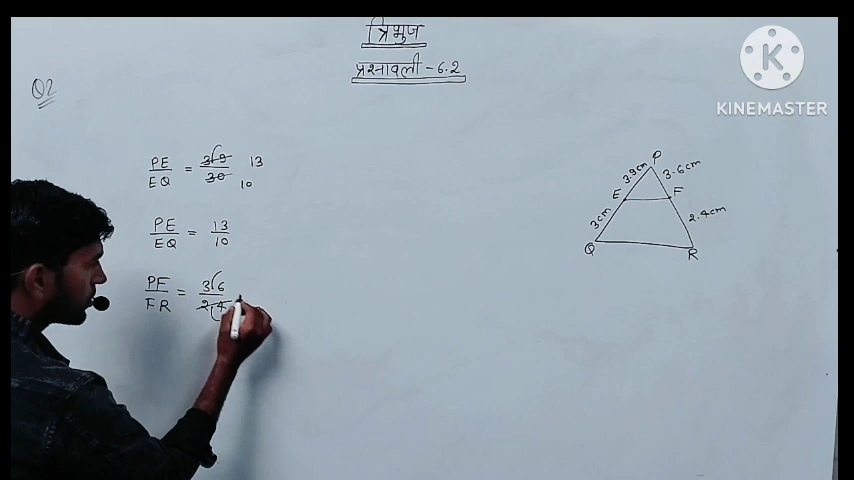 त्रिभुज
प्रश्नावली - 6.2
Q2
KINEMASTER
PE/EQ = 39/30 13/10
PE/EQ = 13/10
PF/FR = 36/24
P
3.9cm 3.6cm
E F
3cm 2.4cm
Q R